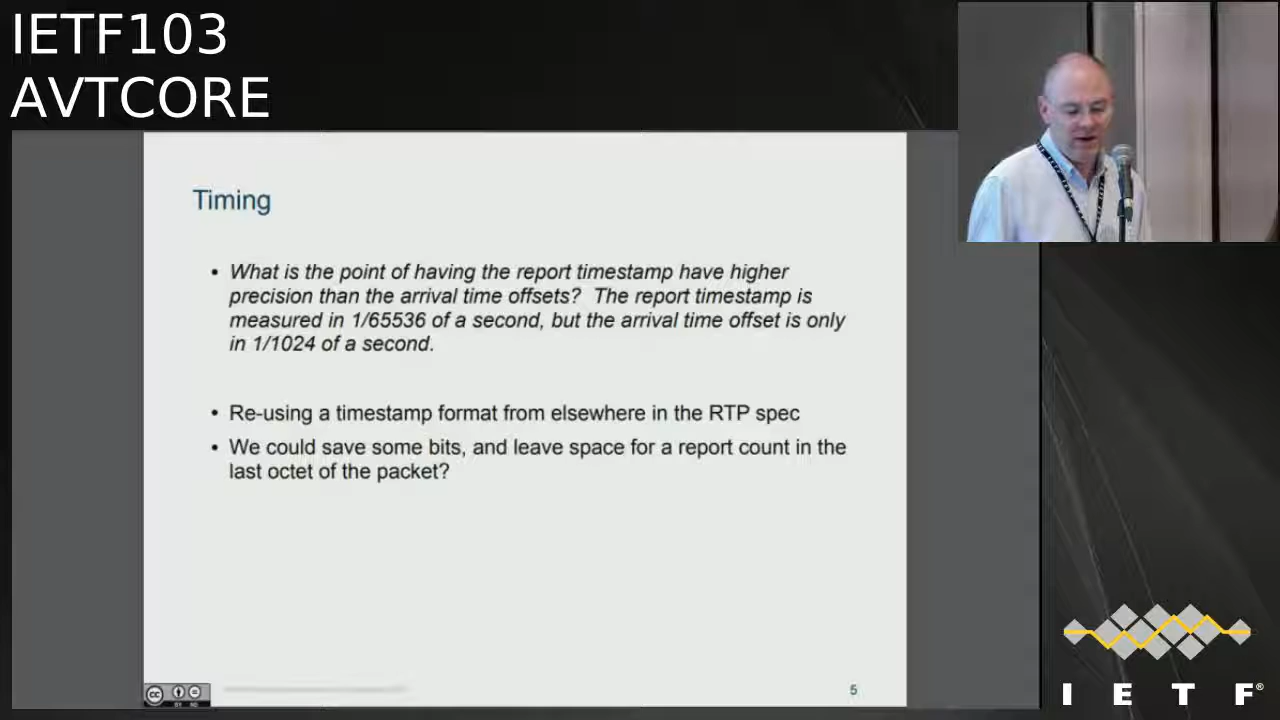 IETF103
AVTCORE
Timing
• What is the point of having the report timestamp have higher
precision than the arrival time offsets? The report timestamp is
measured in 1/65536 of a second, but the arrival time offset is only
in 1/1024 of a second.
• Re-using a timestamp format from elsewhere in the RTP spec
• We could save some bits, and leave space for a report count in the
last octet of the packet?
cc
BY ND
5
I E T F®